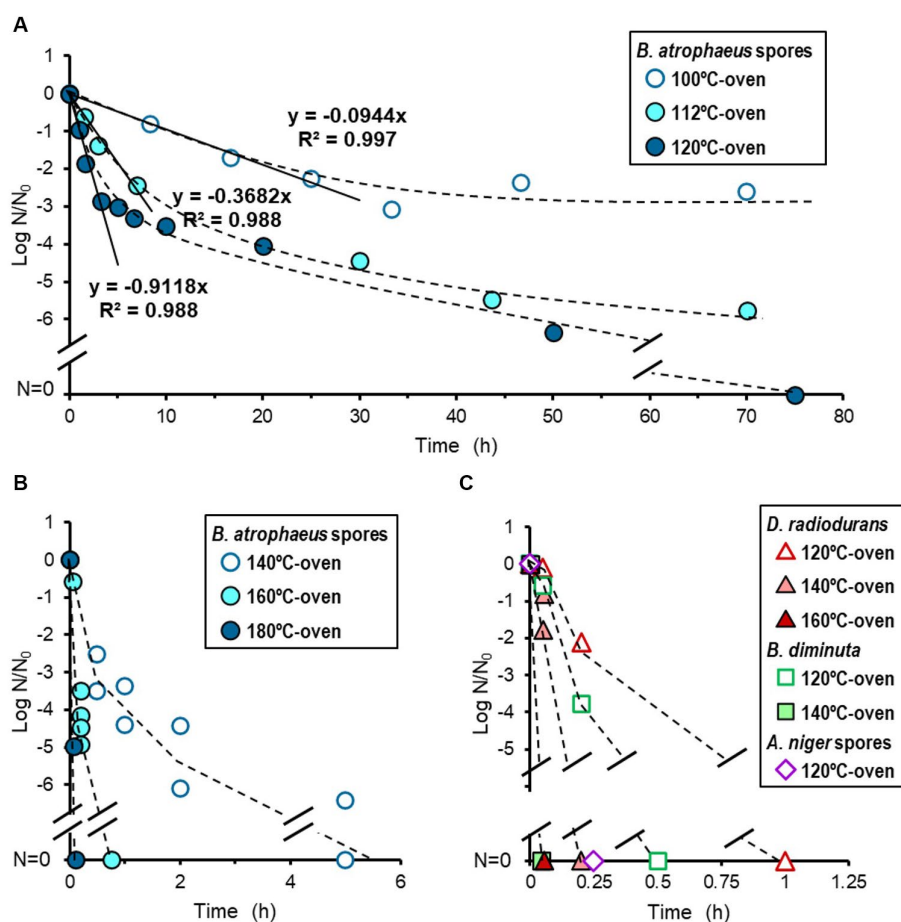 A
B. atrophaeus spores
100ºC-oven
112ºC-oven
120ºC-oven
y = -0.0944x
R² = 0.997
y = -0.3682x
R² = 0.988
y = -0.9118x
R² = 0.988
Log N/N₀
1
0
-1
-2
-3
-4
-5
-6
N=0
0 10 20 30 40 50 60 70 80
Time (h)
B
B. atrophaeus spores
140ºC-oven
160ºC-oven
180ºC-oven
Log N/N₀
1
0
-1
-2
-3
-4
-5
-6
N=0
0 2 4 6
Time (h)
C
D. radiodurans
120ºC-oven
140ºC-oven
160ºC-oven
B. diminuta
120ºC-oven
140ºC-oven
A. niger spores
120ºC-oven
Log N/N₀
1
0
-1
-2
-3
-4
-5
N=0
0 0.25 0.5 0.75 1 1.25
Time (h)